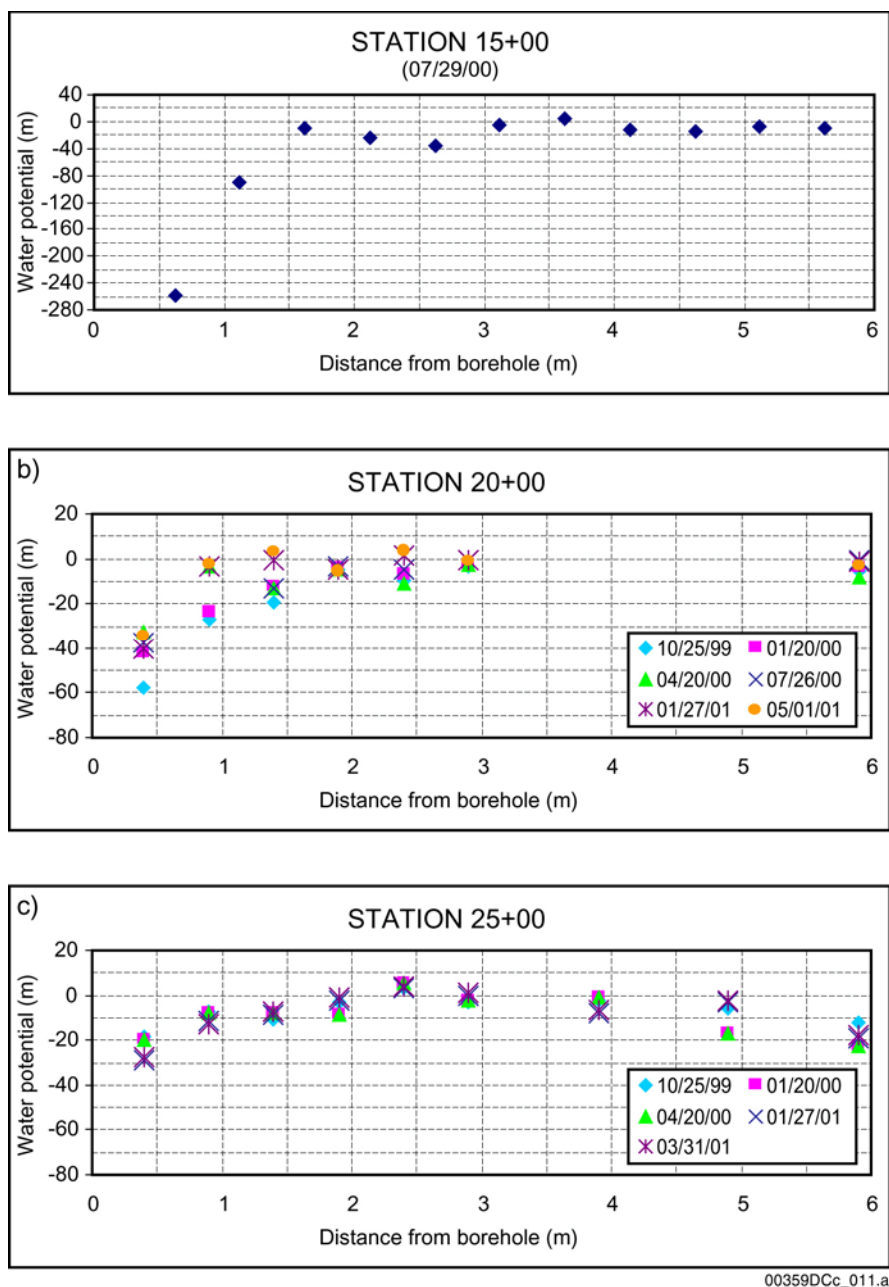 STATION 15+00
(07/29/00)
40
0
-40
-80
-120
-160
-200
-240
-280
Water potential (m)
0 1 2 3 4 5 6
Distance from borehole (m)
b)
STATION 20+00
20
0
-20
-40
-60
-80
Water potential (m)
10/25/99 01/20/00
04/20/00 07/26/00
01/27/01 05/01/01
0 1 2 3 4 5 6
Distance from borehole (m)
c)
STATION 25+00
20
0
-20
-40
-60
-80
Water potential (m)
10/25/99 01/20/00
04/20/00 01/27/01
03/31/01
0 1 2 3 4 5 6
Distance from borehole (m)
00359DCc_011.a